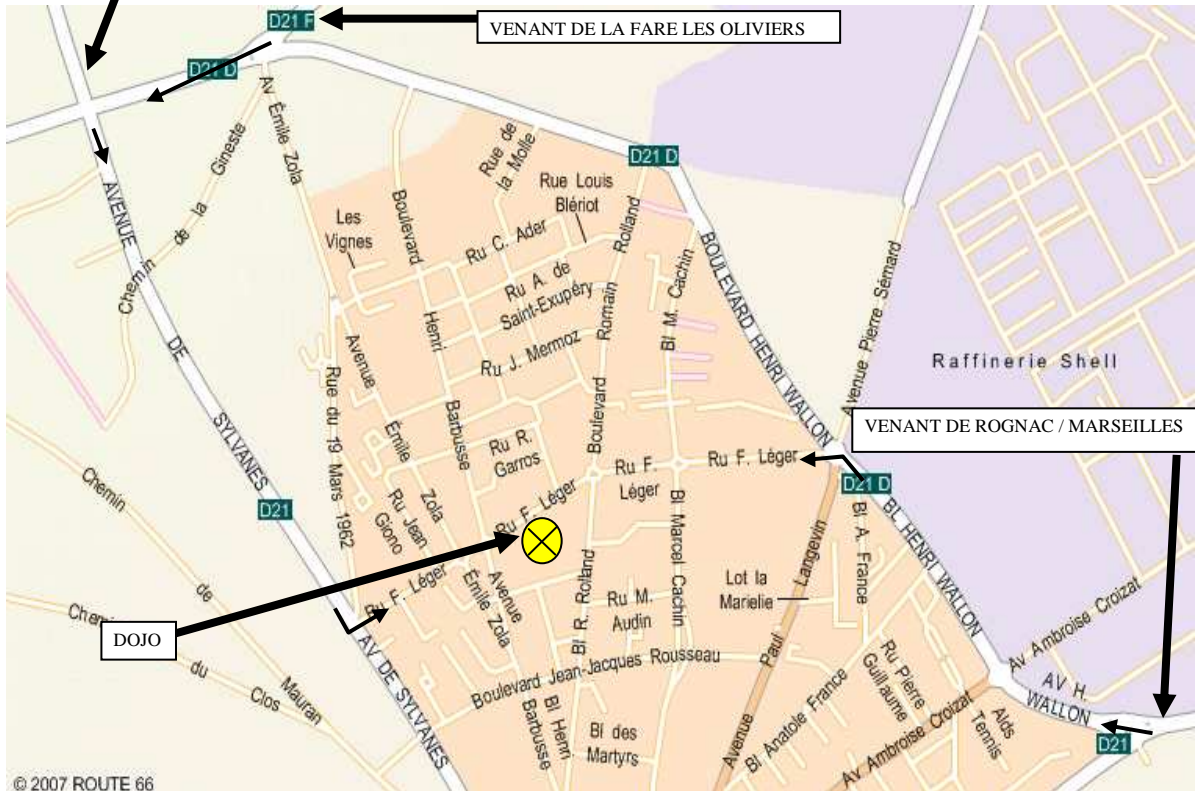 D21 F
VENANT DE LA FARE LES OLIVIERS
D21 D
Av Émile Zola
Chemin de la Gineste
AVENUE DE SYLVANES
Rue de
la Molle
D21 D
Rue Louis
Blériot
Les
Vignes
Boulevard Henri Barbusse
Ru C. Ader
Boulevard Romain Rolland
Ru A. de
Saint-Exupéry
Bl M. Cachin
BOULEVARD HENRI WALLON
Avenue Pierre Sémard
Raffinerie Shell
Ru J. Mermoz
Avenue Émile Zola
Rue du 19 Mars 1962
VENANT DE ROGNAC / MARSEILLES
Ru R.
Garros
Ru F.
Léger
Ru F. Léger
D21 D
D21
Ru F. Léger
Ru Jean
Giono
Bl Marcel Cachin
BL HENRI WALLON
Bl A. France
Chemin de Mauran
Ru F. Léger
Avenue
Émile Zola
Bl R. Rolland
Ru M.
Audin
Lot la
Marielie
Avenue Paul Langevin
Av Ambroise Croizat
DOJO
Chemin du Clos
AV DE SYLVANES
Boulevard Jean-Jacques Rousseau
Ru Pierre
Guillaume
AV H.
WALLON
Bl Henri
Barbusse
Bl des
Martyrs
Bl Anatole France
Av Ambroise Croizat
Alds
Tennis
D21
© 2007 ROUTE 66